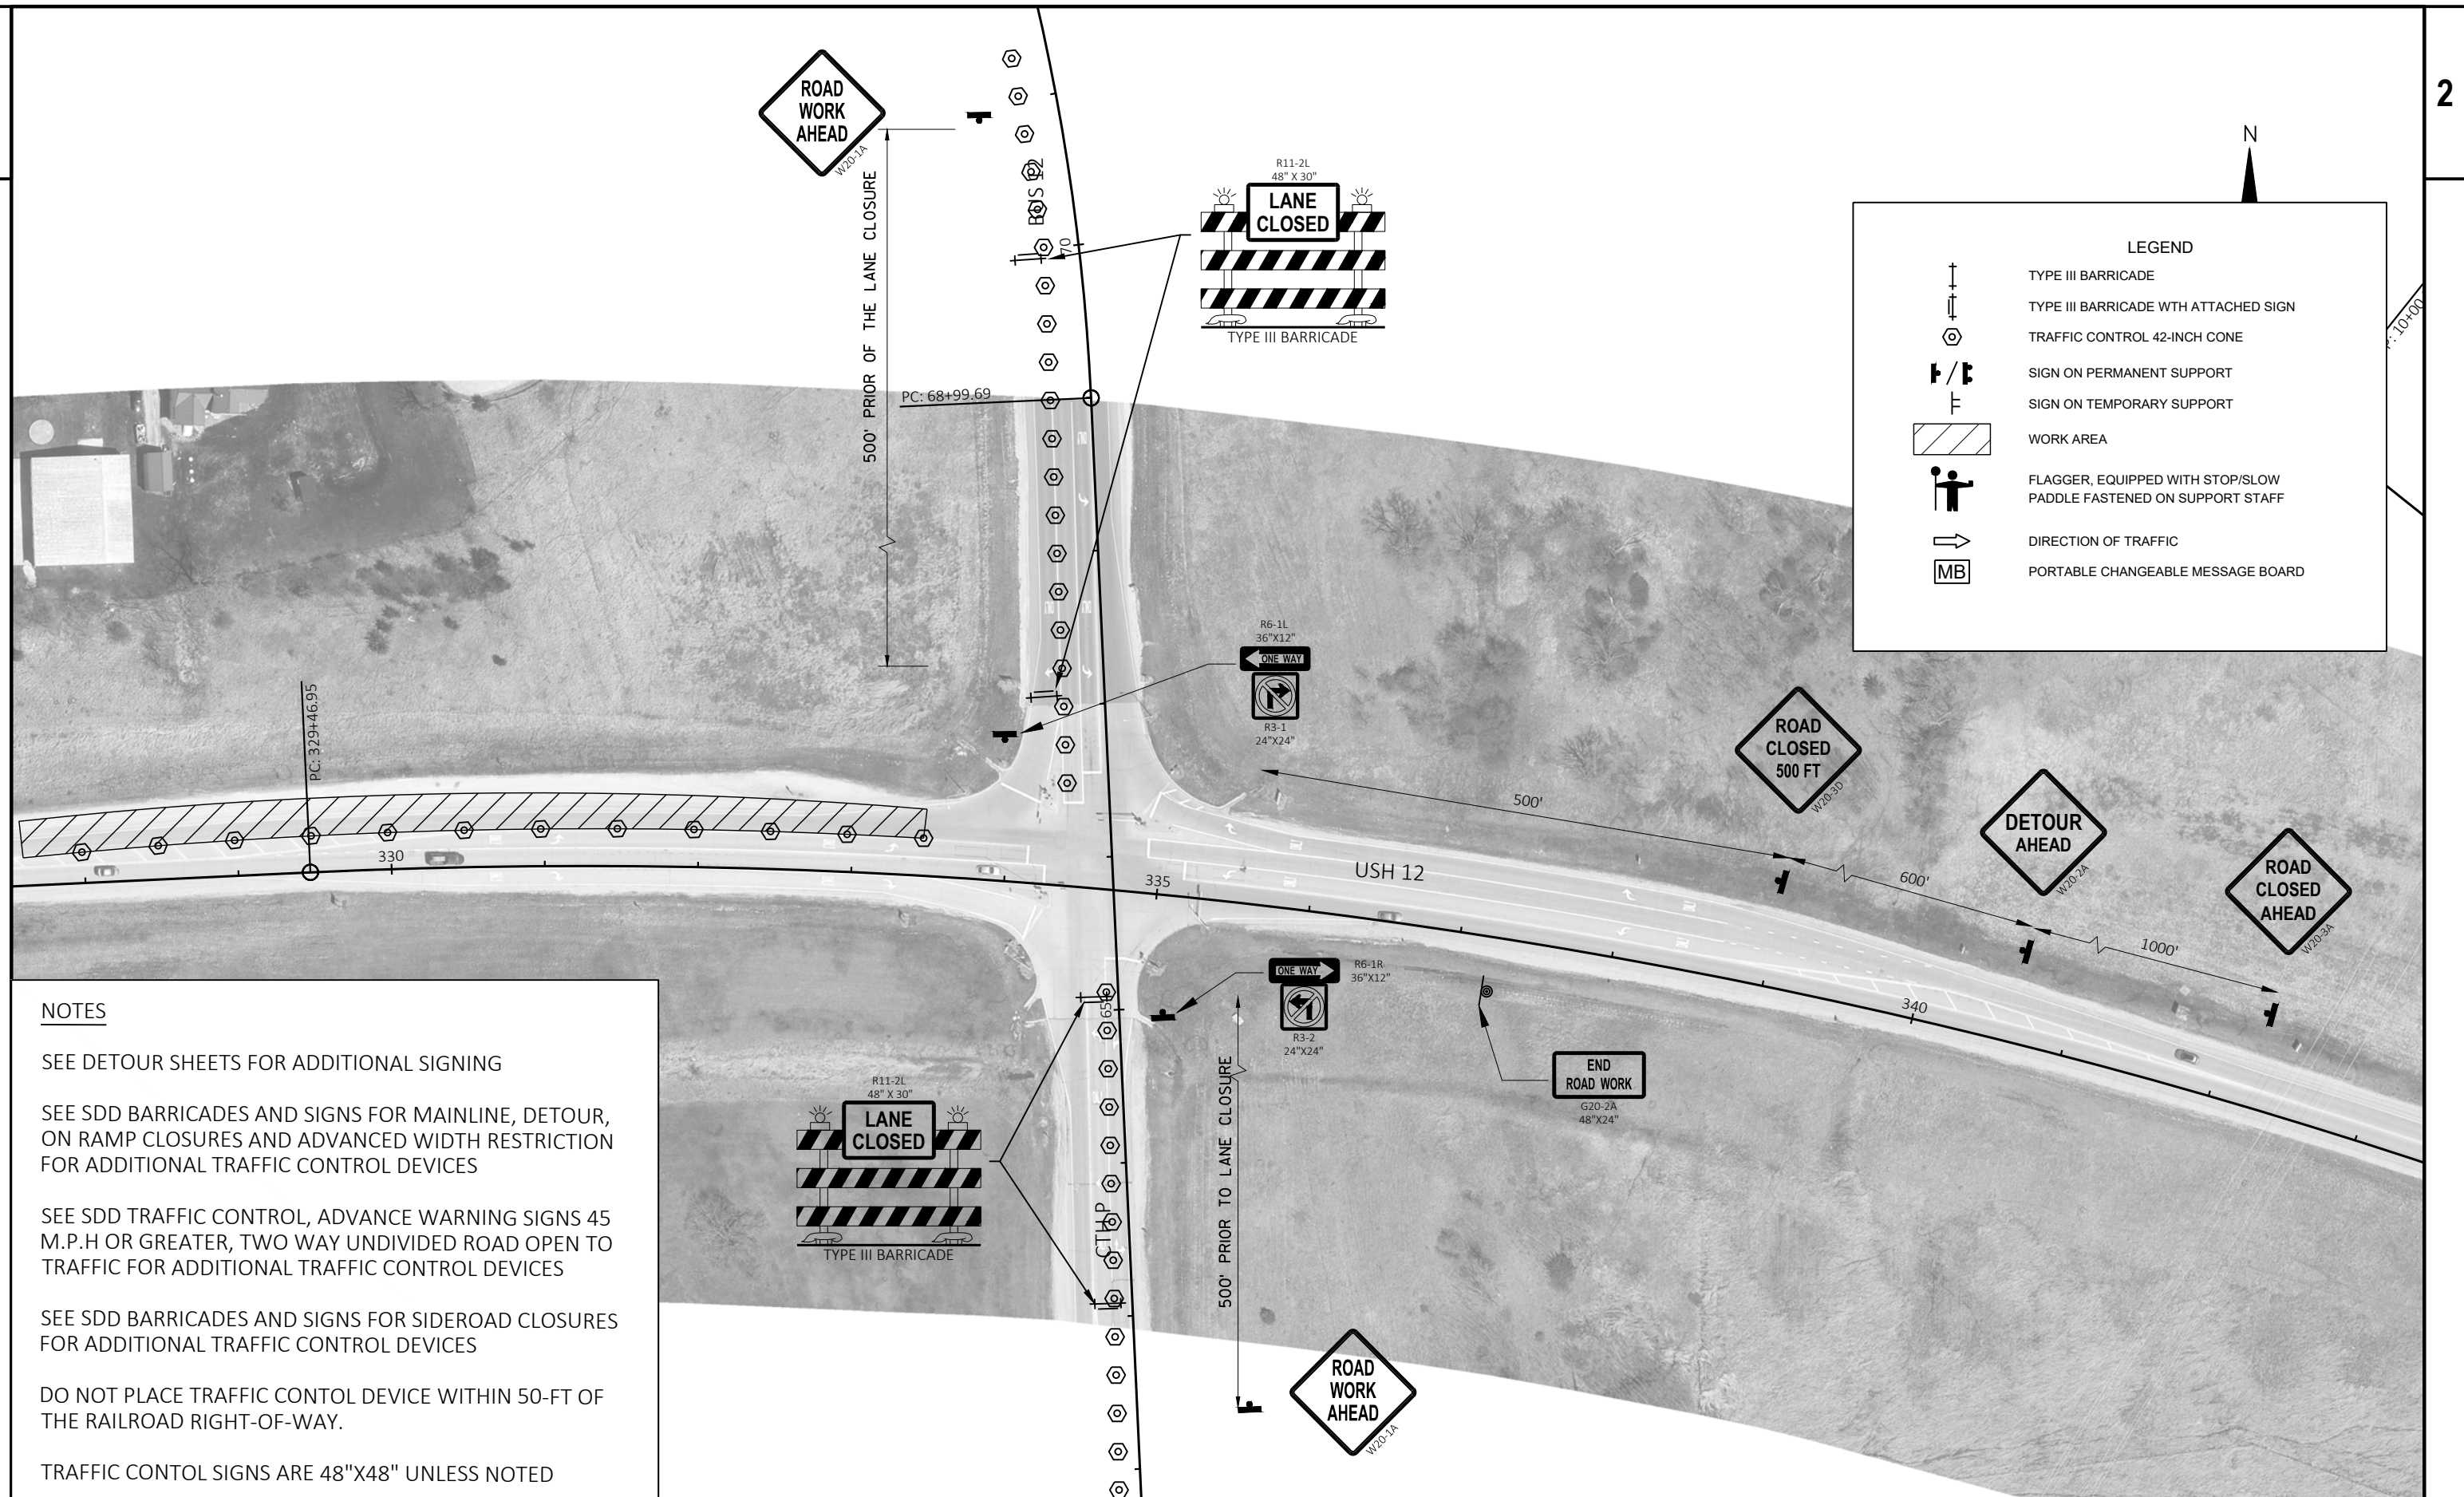 2
ROAD
WORK
AHEAD
W20-1A
500' PRIOR OF THE LANE CLOSURE
BUS 12
70
R11-2L
48" X 30"
LANE
CLOSED
TYPE III BARRICADE
N
LEGEND
TYPE III BARRICADE
TYPE III BARRICADE WTH ATTACHED SIGN
TRAFFIC CONTROL 42-INCH CONE
SIGN ON PERMANENT SUPPORT
SIGN ON TEMPORARY SUPPORT
WORK AREA
FLAGGER, EQUIPPED WITH STOP/SLOW
PADDLE FASTENED ON SUPPORT STAFF
DIRECTION OF TRAFFIC
MB
PORTABLE CHANGEABLE MESSAGE BOARD
10+00
PC: 68+99.69
R6-1L
36"X12"
ONE WAY
R3-1
24"X24"
PC: 329+46.95
330
335
USH 12
340
500'
600'
1000'
ROAD
CLOSED
500 FT
W20-3D
DETOUR
AHEAD
W20-2A
ROAD
CLOSED
AHEAD
W20-3A
ONE WAY
R6-1R
36"X12"
R3-2
24"X24"
END
ROAD WORK
G20-2A
48"X24"
65
CTH P
500' PRIOR TO LANE CLOSURE
R11-2L
48" X 30"
LANE
CLOSED
TYPE III BARRICADE
ROAD
WORK
AHEAD
W20-1A
NOTES
SEE DETOUR SHEETS FOR ADDITIONAL SIGNING
SEE SDD BARRICADES AND SIGNS FOR MAINLINE, DETOUR,
ON RAMP CLOSURES AND ADVANCED WIDTH RESTRICTION
FOR ADDITIONAL TRAFFIC CONTROL DEVICES
SEE SDD TRAFFIC CONTROL, ADVANCE WARNING SIGNS 45
M.P.H OR GREATER, TWO WAY UNDIVIDED ROAD OPEN TO
TRAFFIC FOR ADDITIONAL TRAFFIC CONTROL DEVICES
SEE SDD BARRICADES AND SIGNS FOR SIDEROAD CLOSURES
FOR ADDITIONAL TRAFFIC CONTROL DEVICES
DO NOT PLACE TRAFFIC CONTOL DEVICE WITHIN 50-FT OF
THE RAILROAD RIGHT-OF-WAY.
TRAFFIC CONTOL SIGNS ARE 48"X48" UNLESS NOTED